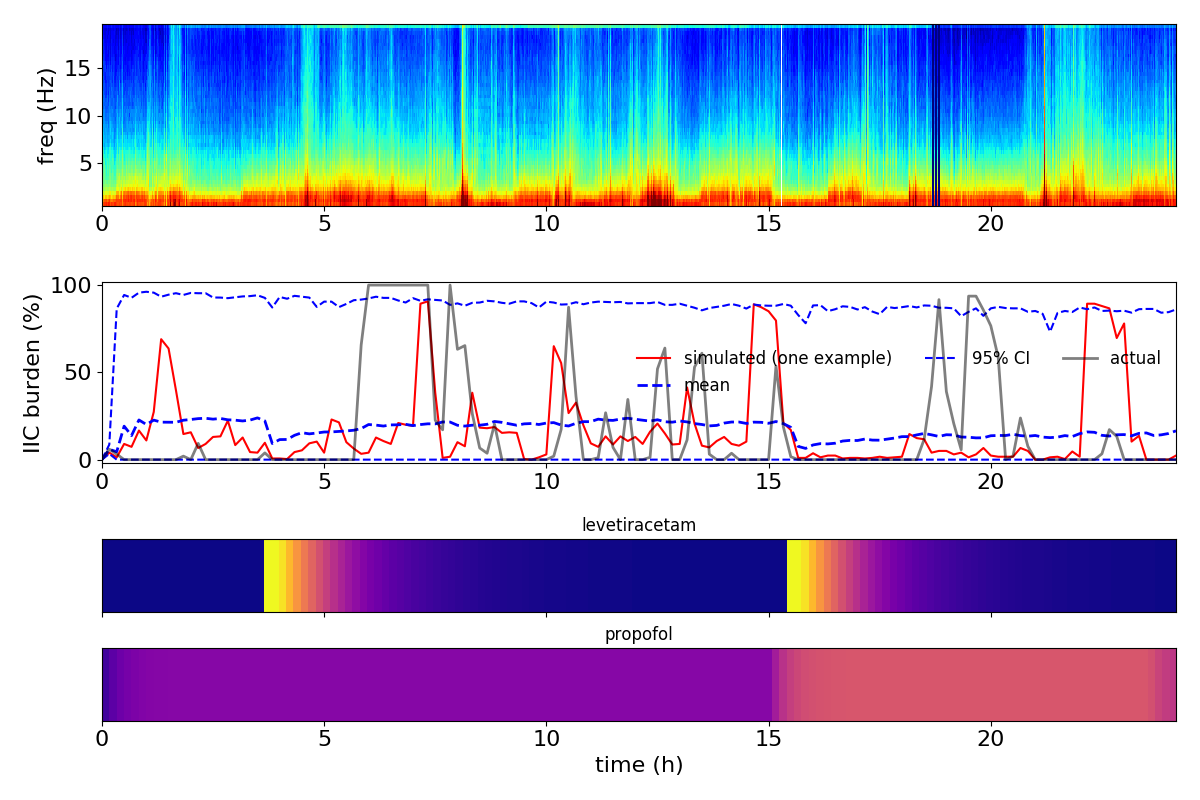 freq (Hz)
15
10
5
0 5 10 15 20
IIC burden (%)
100
50
0
simulated (one example) 95% CI actual
mean
0 5 10 15 20
levetiracetam
propofol
0 5 10 15 20
time (h)